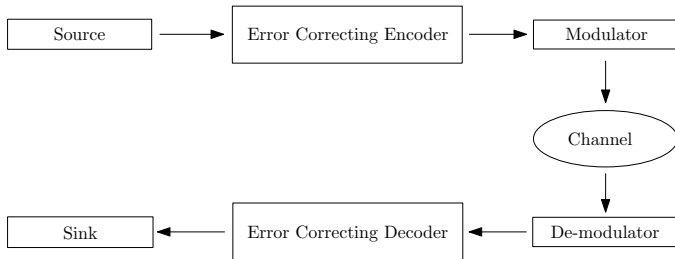 Source
Error Correcting Encoder
Modulator
Channel
De-modulator
Error Correcting Decoder
Sink